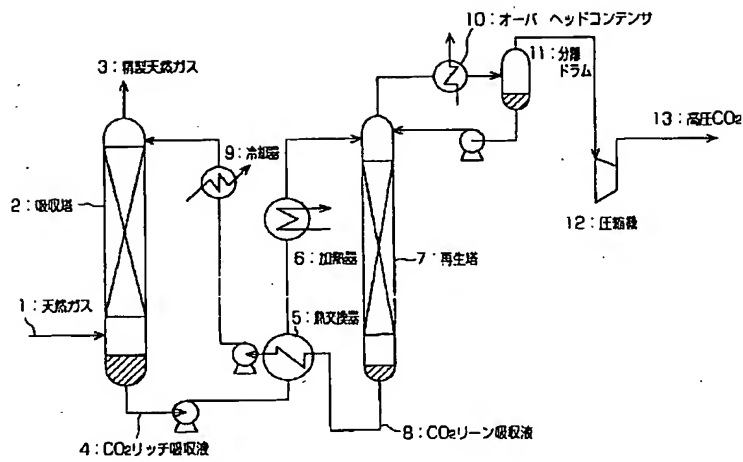 10：オーバ ヘッドコンデンサ
11：分離
ドラム
3：精製天然ガス
13：高圧CO₂
9：冷却器
2：吸収塔
12：圧縮機
6：加熱器
7：再生塔
1：天然ガス
5：熱交換器
4：CO₂リッチ吸収液
8：CO₂リーン吸収液